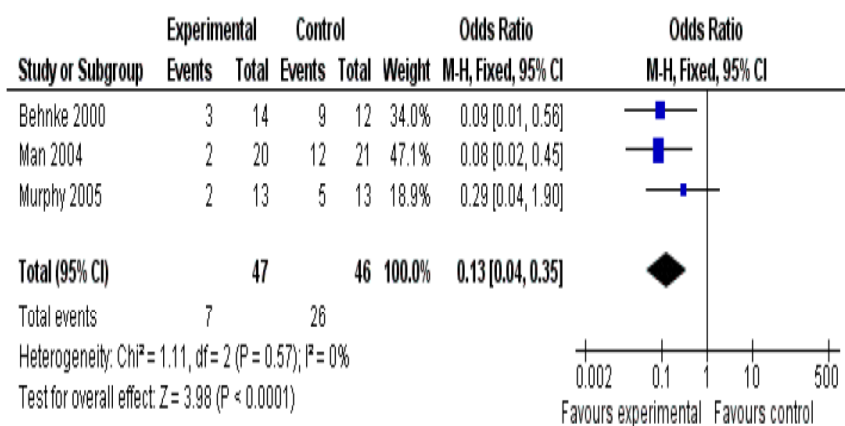 Experimental Control Odds Ratio Odds Ratio
Study or Subgroup Events Total Events Total Weight M-H, Fixed, 95% CI M-H, Fixed, 95% CI
Behnke 2000 3 14 9 12 34.0% 0.09 [0.01, 0.56]
Man 2004 2 20 12 21 47.1% 0.08 [0.02, 0.45]
Murphy 2005 2 13 5 13 18.9% 0.29 [0.04, 1.90]
Total (95% CI) 47 46 100.0% 0.13 [0.04, 0.35]
Total events 7 26
Heterogeneity: Chi² = 1.11, df = 2 (P = 0.57); I² = 0%
Test for overall effect: Z = 3.98 (P < 0.0001)
0.002 0.1 1 10 500
Favours experimental Favours control